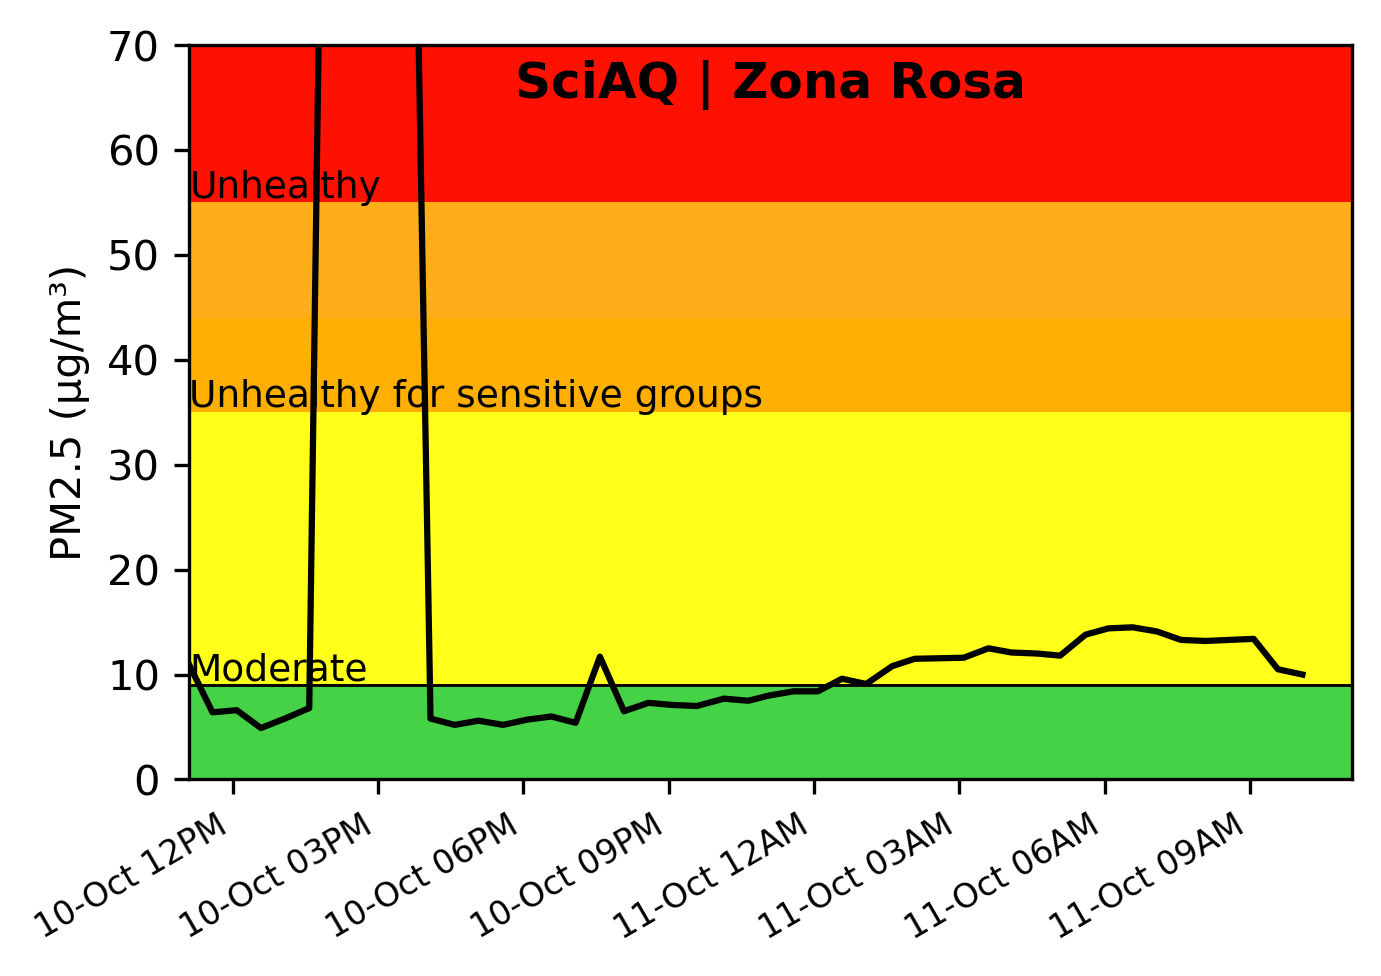 SciAQ | Zona Rosa
70
60
50
40
30
20
10
0
PM2.5 (µg/m³)
Unhealthy
Unhealthy for sensitive groups
Moderate
10-Oct 12PM
10-Oct 03PM
10-Oct 06PM
10-Oct 09PM
11-Oct 12AM
11-Oct 03AM
11-Oct 06AM
11-Oct 09AM